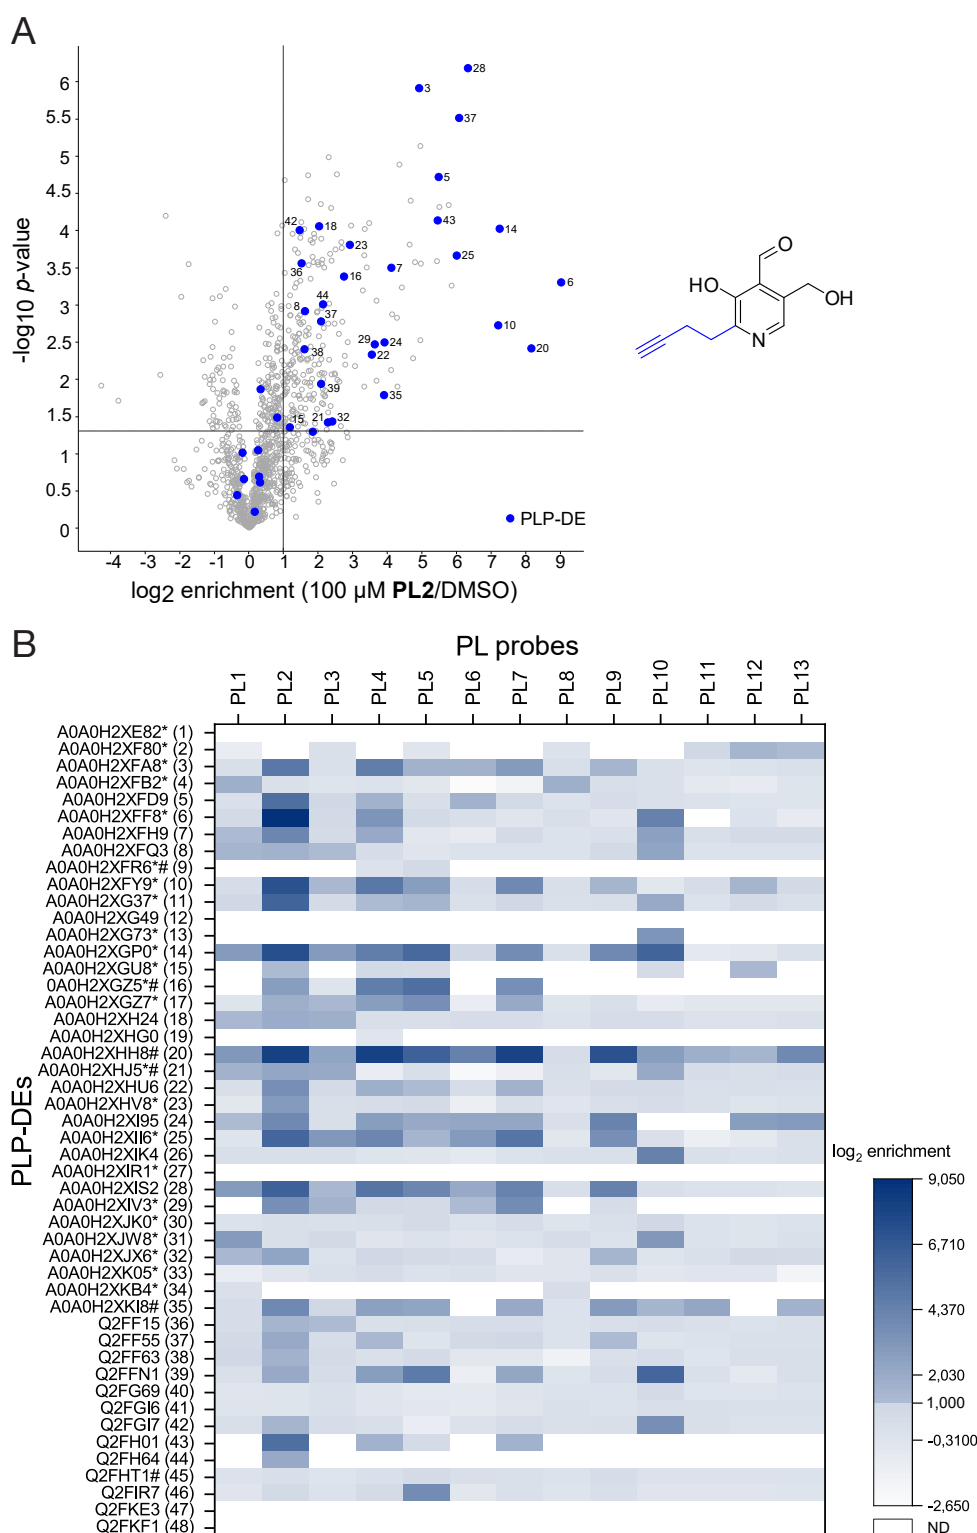 A
6
5.5
5
4.5
4
3.5
3
2.5
2
1.5
1
0.5
0
-log10 p-value
28
3
37
5
43
14
42
18
23
25
36
16
7
6
8
44
37
10
38
29
24
22
20
39
35
15
21
32
PLP-DE
-4 -3 -2 -1 0 1 2 3 4 5 6 7 8 9
log2 enrichment (100 µM PL2/DMSO)
O
HO
OH
N
B
PL probes
PL1 PL2 PL3 PL4 PL5 PL6 PL7 PL8 PL9 PL10 PL11 PL12 PL13
PLP-DEs
A0A0H2XE82* (1)
A0A0H2XF80* (2)
A0A0H2XFA8* (3)
A0A0H2XFB2* (4)
A0A0H2XFD9 (5)
A0A0H2XFF8* (6)
A0A0H2XFH9 (7)
A0A0H2XFQ3 (8)
A0A0H2XFR6*# (9)
A0A0H2XFY9* (10)
A0A0H2XG37* (11)
A0A0H2XG49 (12)
A0A0H2XG73* (13)
A0A0H2XGP0* (14)
A0A0H2XGU8* (15)
0A0H2XGZ5*# (16)
A0A0H2XGZ7* (17)
A0A0H2XH24 (18)
A0A0H2XHG0 (19)
A0A0H2XHH8# (20)
A0A0H2XHJ5*# (21)
A0A0H2XHU6 (22)
A0A0H2XHV8* (23)
A0A0H2XI95 (24)
A0A0H2XII6* (25)
A0A0H2XIK4 (26)
A0A0H2XIR1* (27)
A0A0H2XIS2 (28)
A0A0H2XIV3* (29)
A0A0H2XJK0* (30)
A0A0H2XJW8* (31)
A0A0H2XJX6* (32)
A0A0H2XK05* (33)
A0A0H2XKB4* (34)
A0A0H2XKI8# (35)
Q2FF15 (36)
Q2FF55 (37)
Q2FF63 (38)
Q2FFN1 (39)
Q2FG69 (40)
Q2FGI6 (41)
Q2FGI7 (42)
Q2FH01 (43)
Q2FH64 (44)
Q2FHT1# (45)
Q2FIR7 (46)
Q2FKE3 (47)
Q2FKF1 (48)
log2 enrichment
9,050
6,710
4,370
2,030
1,000
-0,3100
-2,650
ND